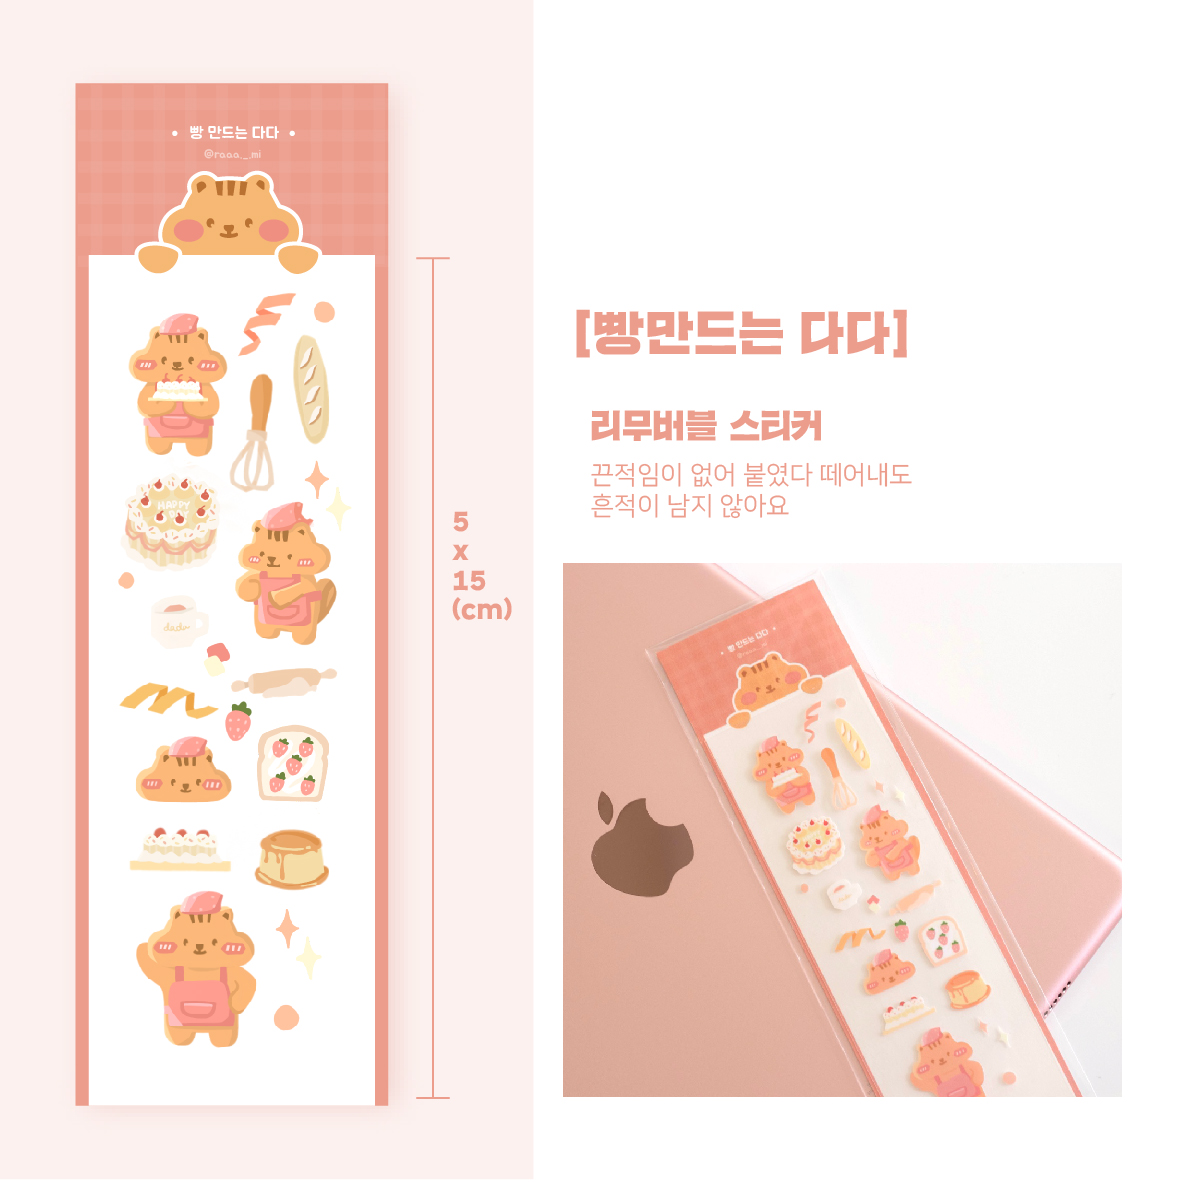 • 빵 만드는 다다 •
@raaa._.mi
HAPPY
dada
5
x
15
(cm)
[빵만드는 다다]
리무버블 스티커
끈적임이 없어 붙였다 떼어내도
흔적이 남지 않아요
• 빵 만드는 다다 •